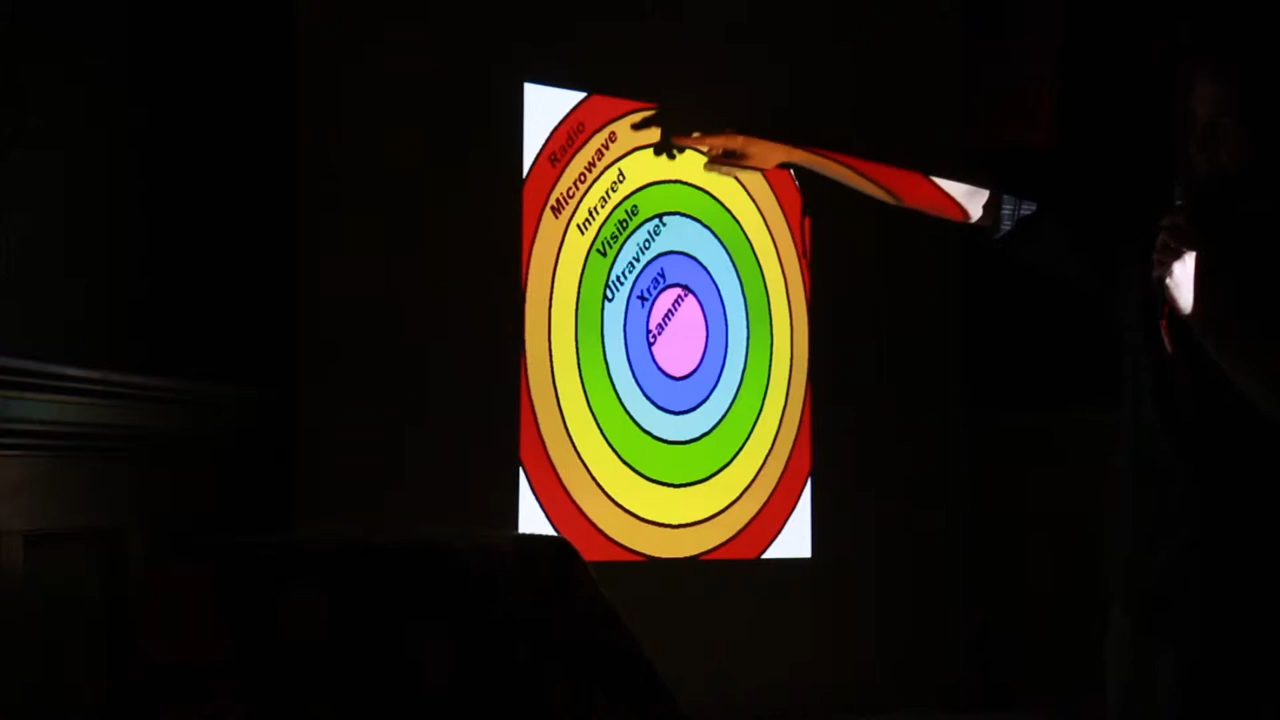 Radio
Microwave
Infrared
Visible
Ultraviolet
Xray
Gamma